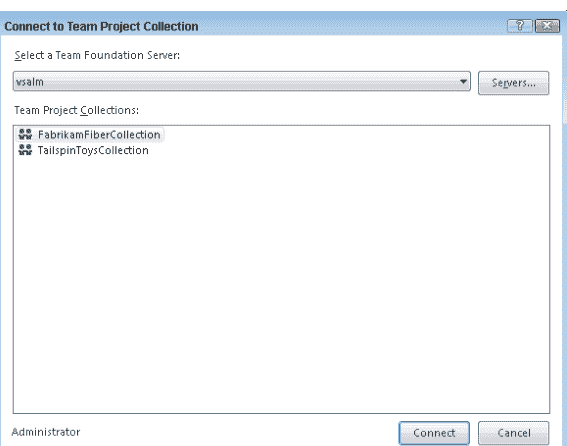 Connect to Team Project Collection
Select a Team Foundation Server:
vsalm
Servers...
Team Project Collections:
FabrikamFiberCollection
TailspinToysCollection
Administrator
Connect
Cancel